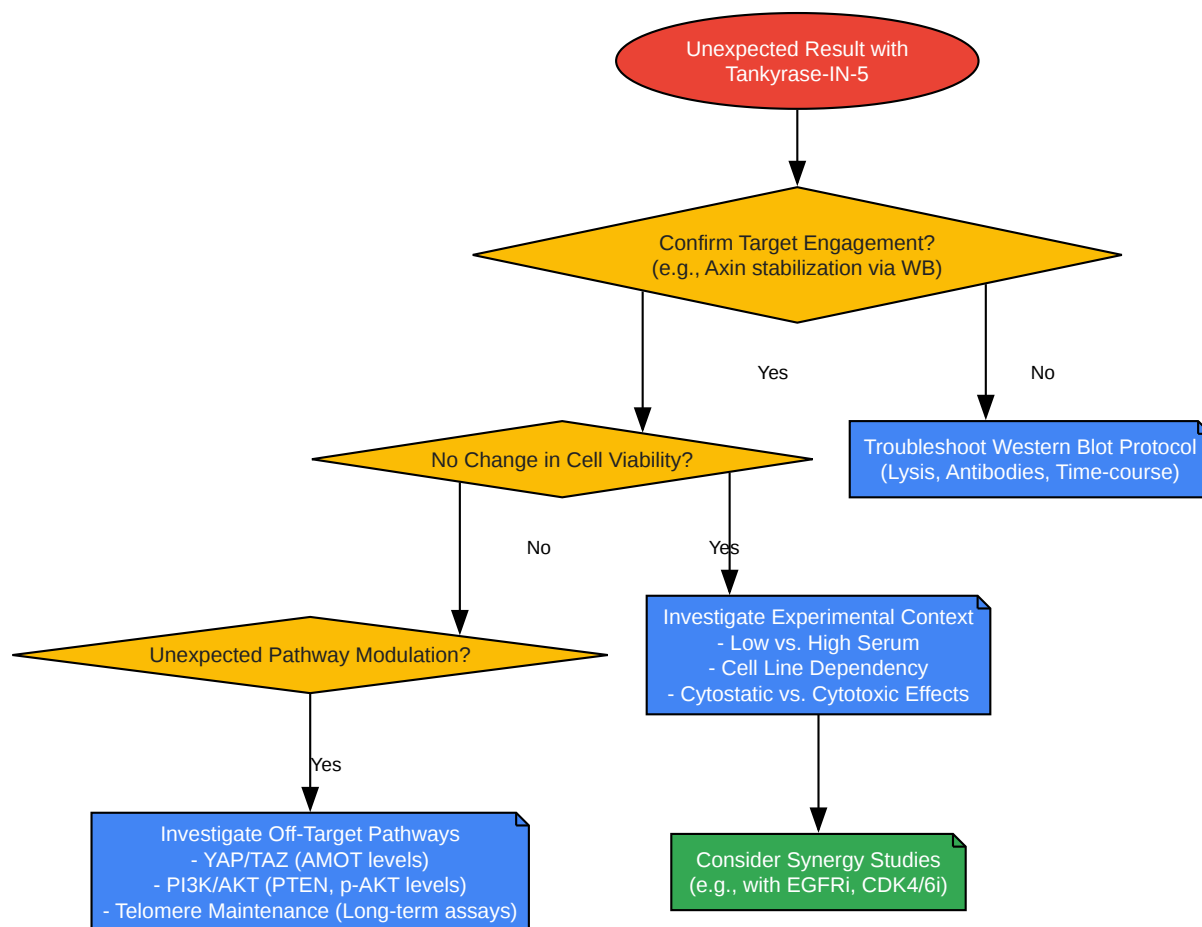 Unexpected Result with
Tankyrase-IN-5
Confirm Target Engagement?
(e.g., Axin stabilization via WB)
Yes
No
No Change in Cell Viability?
Troubleshoot Western Blot Protocol
(Lysis, Antibodies, Time-course)
No
Yes
Unexpected Pathway Modulation?
Investigate Experimental Context
- Low vs. High Serum
- Cell Line Dependency
- Cytostatic vs. Cytotoxic Effects
Yes
Investigate Off-Target Pathways
- YAP/TAZ (AMOT levels)
- PI3K/AKT (PTEN, p-AKT levels)
- Telomere Maintenance (Long-term assays)
Consider Synergy Studies
(e.g., with EGFRi, CDK4/6i)